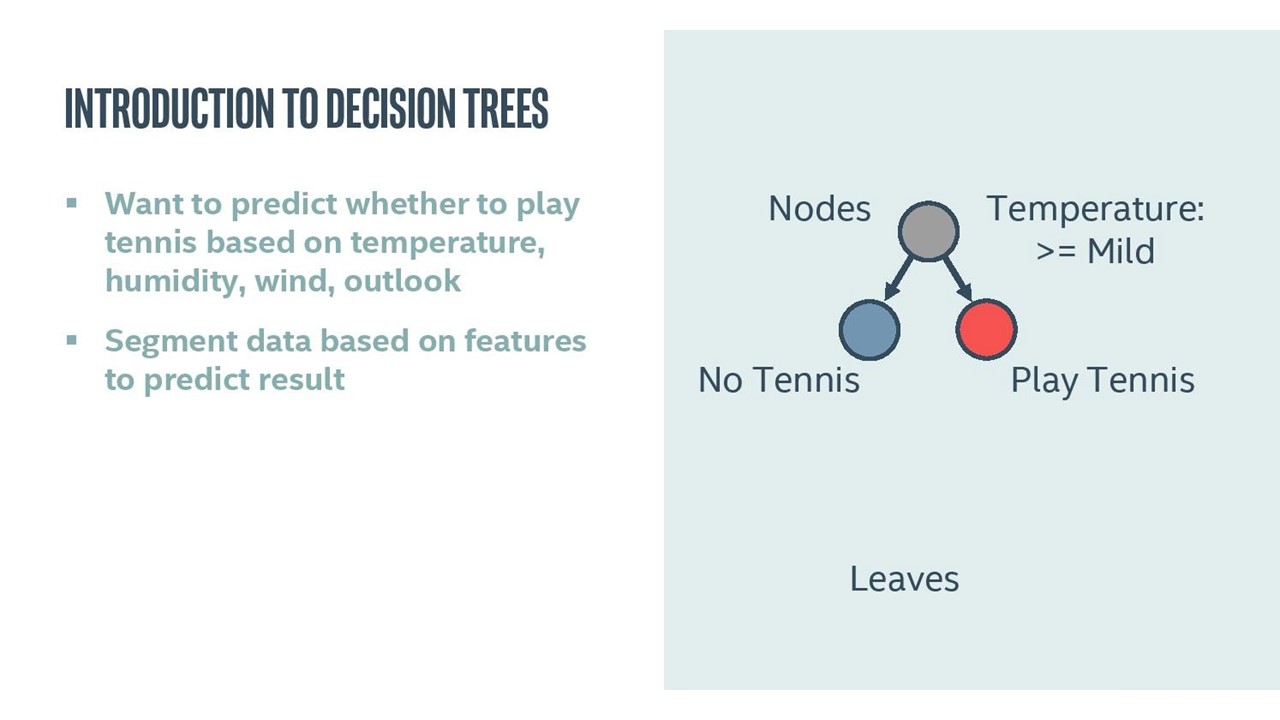 INTRODUCTION TO DECISION TREES
▪ Want to predict whether to play
tennis based on temperature,
humidity, wind, outlook
▪ Segment data based on features
to predict result
Nodes
Temperature:
>= Mild
No Tennis
Play Tennis
Leaves